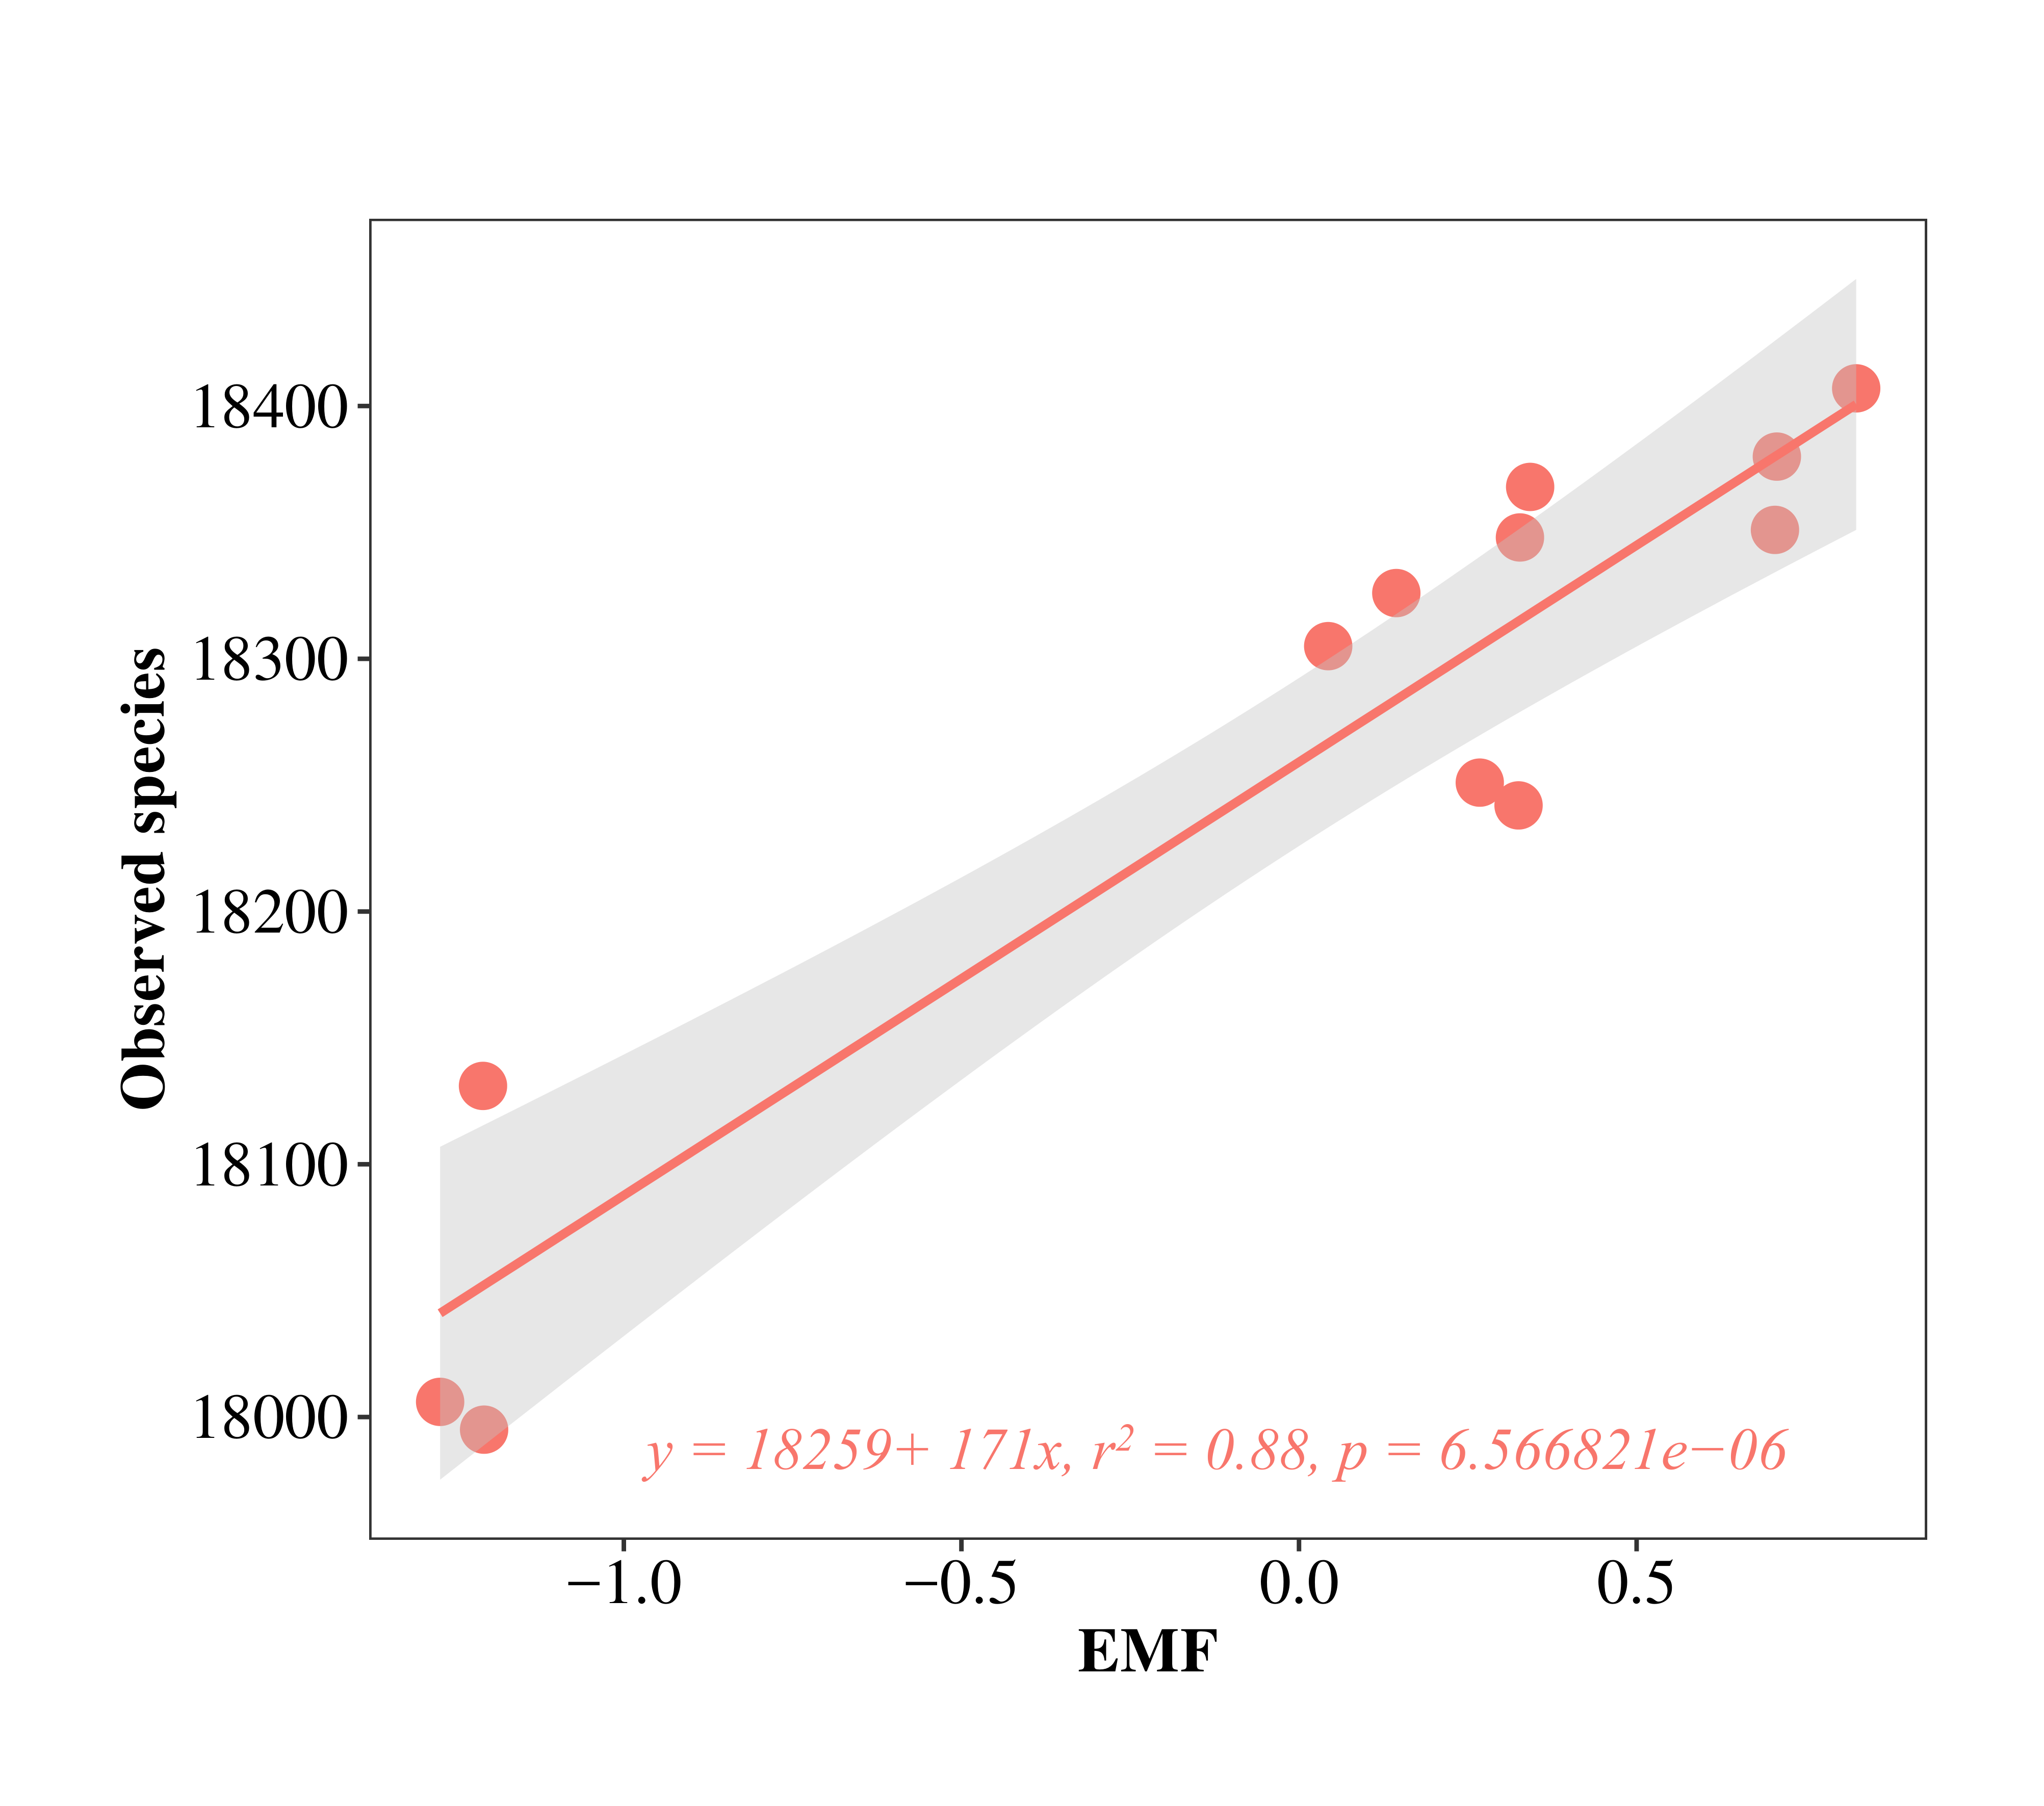 18400
18300
18200
18100
18000
Observed species
y = 18259+ 171x, r² = 0.88, p = 6.566821e−06
−1.0 −0.5 0.0 0.5
EMF